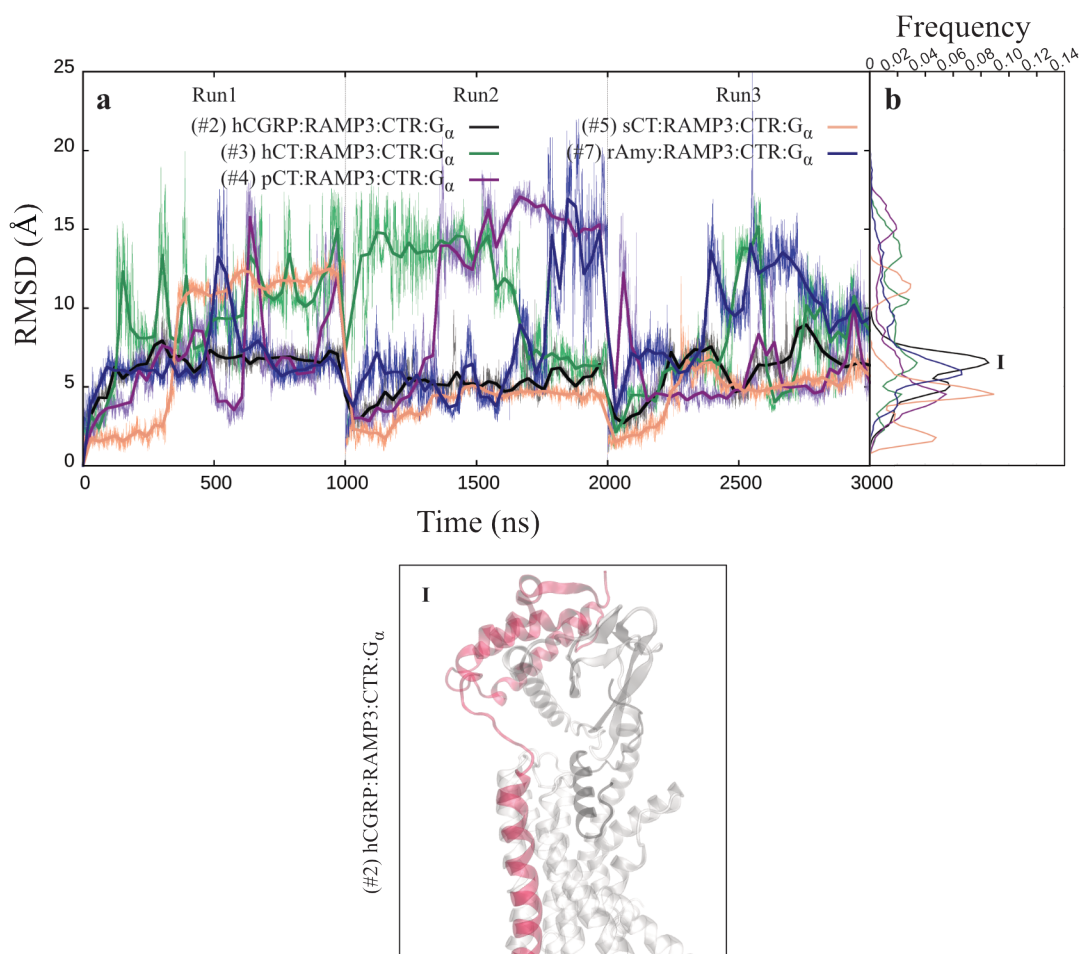 Frequency
0 0.02 0.04 0.06 0.08 0.10 0.12 0.14
25
a Run1 Run2 Run3 b
(#2) hCGRP:RAMP3:CTR:Gα (#5) sCT:RAMP3:CTR:Gα
(#3) hCT:RAMP3:CTR:Gα (#7) rAmy:RAMP3:CTR:Gα
(#4) pCT:RAMP3:CTR:Gα
20
15
10
5
0
RMSD (Å)
I
0 500 1000 1500 2000 2500 3000
Time (ns)
I
(#2) hCGRP:RAMP3:CTR:Gα